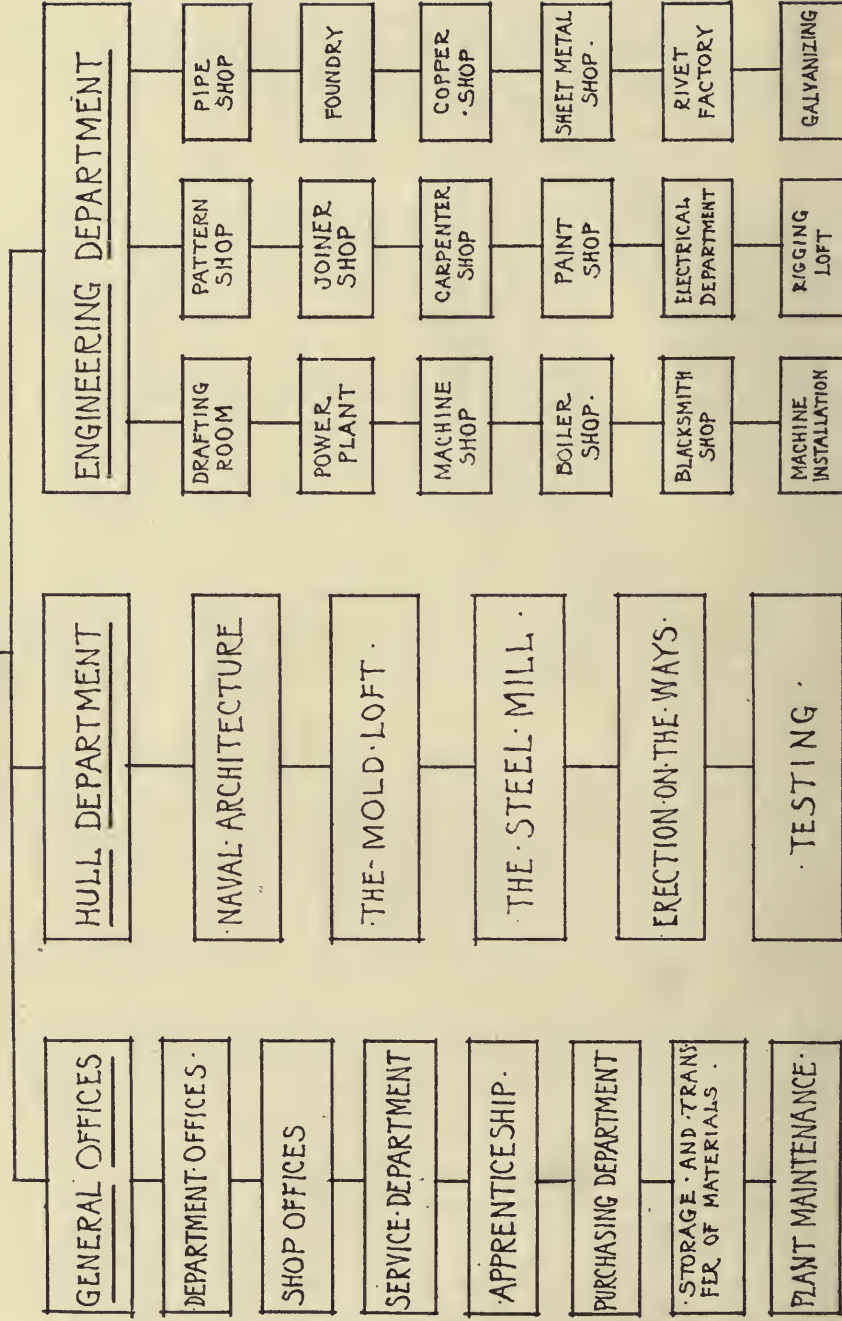 GENERAL OFFICES
·DEPARTMENT·OFFICES·
SHOP OFFICES
SERVICE·DEPARTMENT
·APPRENTICESHIP·
PURCHASING DEPARTMENT
·STORAGE·AND·TRANS
FER OF MATERIALS.
PLANT MAINTENANCE·
HULL DEPARTMENT
·NAVAL·ARCHITECTURE
·THE·MOLD·LOFT·
·THE·STEEL·MILL·
·ERECTION·ON·THE·WAYS·
·TESTING·
ENGINEERING DEPARTMENT
DRAFTING
ROOM
POWER
PLANT
MACHINE
SHOP
BOILER
SHOP·
BLACKSMITH
SHOP
MACHINE
INSTALLATION
PATTERN
SHOP
JOINER
SHOP
CARPENTER
SHOP
PAINT
SHOP
ELECTRICAL
DEPARTMENT
RIGGING
LOFT
PIPE
SHOP
FOUNDRY
COPPER
·SHOP
SHEET METAL
SHOP·
RIVET
FACTORY
GALVANIZING